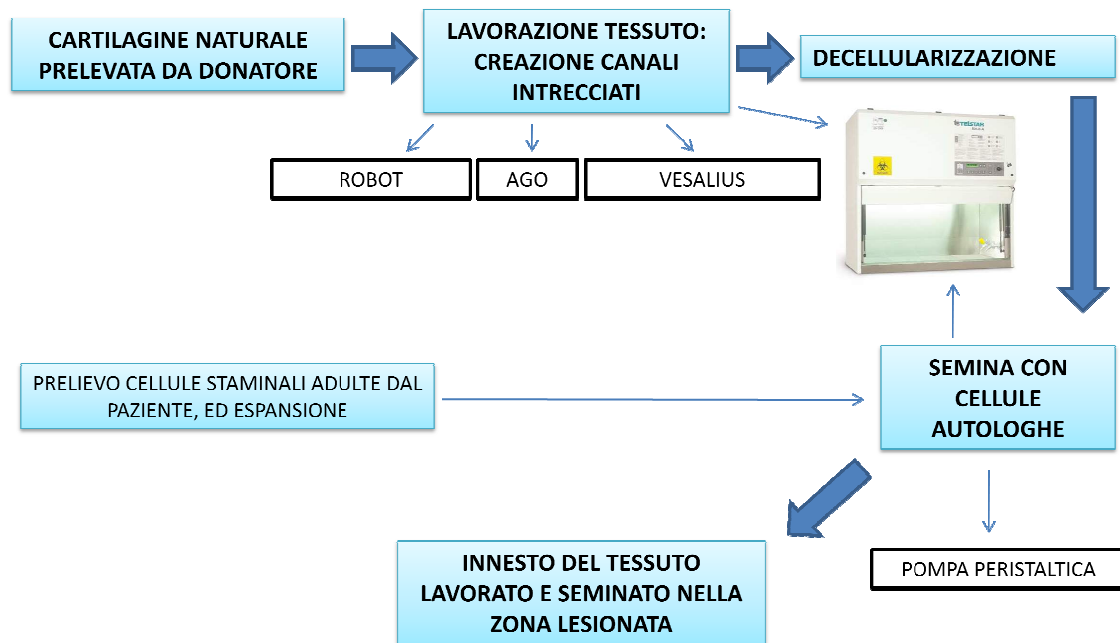 CARTILAGINE NATURALE
PRELEVATA DA DONATORE
LAVORAZIONE TESSUTO:
CREAZIONE CANALI
INTRECCIATI
DECELLULARIZZAZIONE
TELSTAR
ROBOT
AGO
VESALIUS
PRELIEVO CELLULE STAMINALI ADULTE DAL
PAZIENTE, ED ESPANSIONE
SEMINA CON
CELLULE
AUTOLOGHE
INNESTO DEL TESSUTO
LAVORATO E SEMINATO NELLA
ZONA LESIONATA
POMPA PERISTALTICA